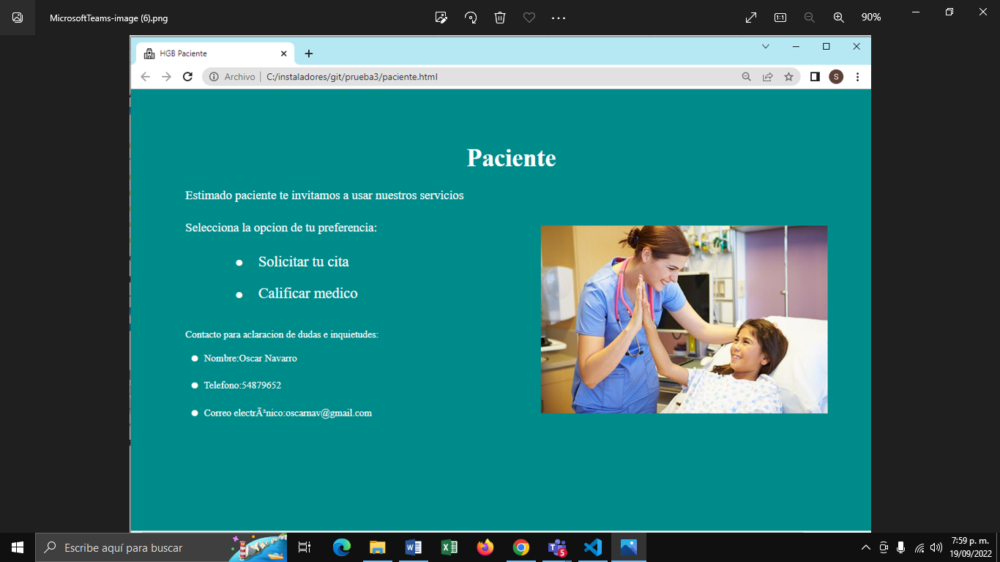 MicrosoftTeams-image (6).png
90%
HGB Paciente
Archivo
C:/instaladores/git/prueba3/paciente.html
S
Paciente
Estimado paciente te invitamos a usar nuestros servicios
Selecciona la opcion de tu preferencia:
Solicitar tu cita
Calificar medico
Contacto para aclaracion de dudas e inquietudes:
Nombre:Oscar Navarro
Telefono:54879652
Correo electrÃ³nico:oscarnav@gmail.com
Escribe aquí para buscar
5
7:59 p. m.
19/09/2022